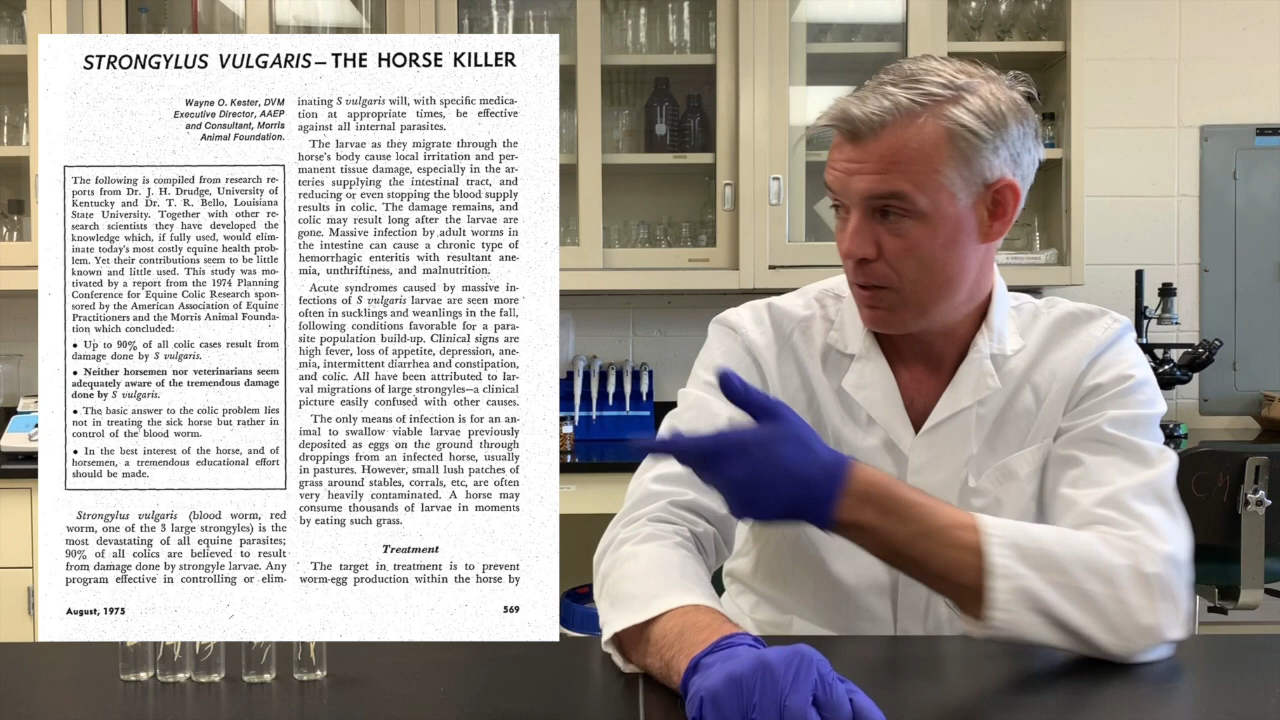 STRONGYLUS VULGARIS—THE HORSE KILLER
Wayne O. Kester, DVM
Executive Director, AAEP
and Consultant, Morris
Animal Foundation.
The following is compiled from research re-
ports from Dr. J. H. Drudge, University of
Kentucky and Dr. T. R. Bello, Louisiana
State University. Together with other re-
search scientists they have developed the
knowledge which, if fully used, would elim-
inate today's most costly equine health prob-
lem. Yet their contributions seem to be little
known and little used. This study was mo-
tivated by a report from the 1974 Planning
Conference for Equine Colic Research spon-
sored by the American Association of Equine
Practitioners and the Morris Animal Founda-
tion which concluded:
• Up to 90% of all colic cases result from
damage done by S vulgaris.
• Neither horsemen nor veterinarians seem
adequately aware of the tremendous damage
done by S vulgaris.
• The basic answer to the colic problem lies
not in treating the sick horse but rather in
control of the blood worm.
• In the best interest of the horse, and of
horsemen, a tremendous educational effort
should be made.
Strongylus vulgaris (blood worm, red
worm, one of the 3 large strongyles) is the
most devastating of all equine parasites;
90% of all colics are believed to result
from damage done by strongyle larvae. Any
program effective in controlling or elim-
inating S vulgaris will, with specific medica-
tion at appropriate times, be effective
against all internal parasites.
The larvae as they migrate through the
horse's body cause local irritation and per-
manent tissue damage, especially in the ar-
teries supplying the intestinal tract, and
reducing or even stopping the blood supply
results in colic. The damage remains, and
colic may result long after the larvae are
gone. Massive infection by adult worms in
the intestine can cause a chronic type of
hemorrhagic enteritis with resultant ane-
mia, unthriftiness, and malnutrition.
Acute syndromes caused by massive in-
fections of S vulgaris larvae are seen more
often in sucklings and weanlings in the fall,
following conditions favorable for a para-
site population build-up. Clinical signs are
high fever, loss of appetite, depression, ane-
mia, intermittent diarrhea and constipation,
and colic. All have been attributed to lar-
val migrations of large strongyles—a clinical
picture easily confused with other causes.
The only means of infection is for an an-
imal to swallow viable larvae previously
deposited as eggs on the ground through
droppings from an infected horse, usually
in pastures. However, small lush patches of
grass around stables, corrals, etc, are often
very heavily contaminated. A horse may
consume thousands of larvae in moments
by eating such grass.
Treatment
The target in treatment is to prevent
worm-egg production within the horse by
August, 1975
569